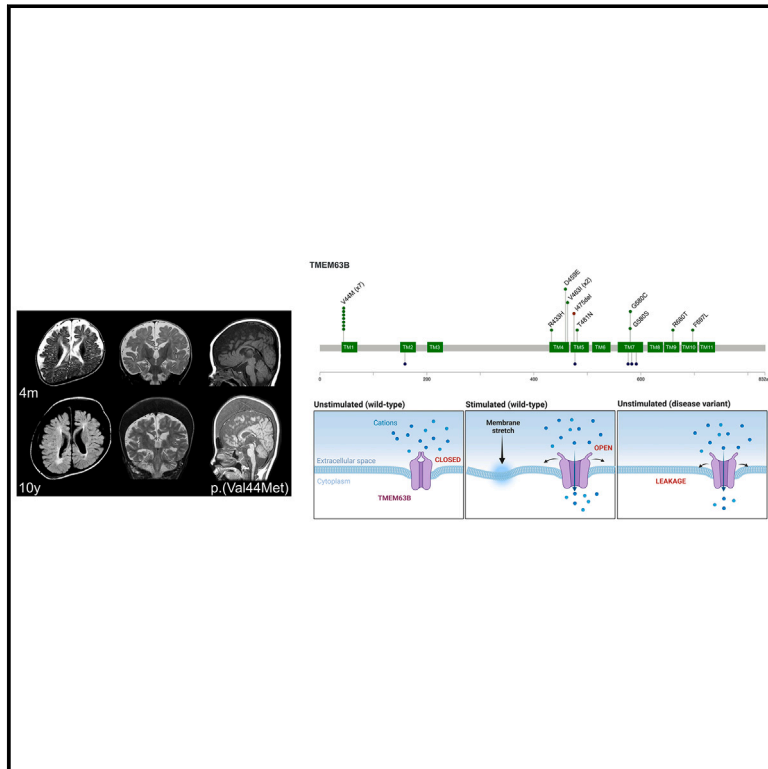 4m
10y
p.(Val44Met)
TMEM63B
V44M (x7)
R433H
D459E
V463I (x2)
I475del
T481N
G580C
G580S
R660T
F697L
TM1
TM2
TM3
TM4
TM5
TM6
TM7
TM8
TM9
TM10
TM11
0
200
400
600
Unstimulated (wild-type)
Cations
CLOSED
Extracellular space
Cytoplasm
TMEM63B
Stimulated (wild-type)
Membrane
stretch
OPEN
Unstimulated (disease variant)
LEAKAGE